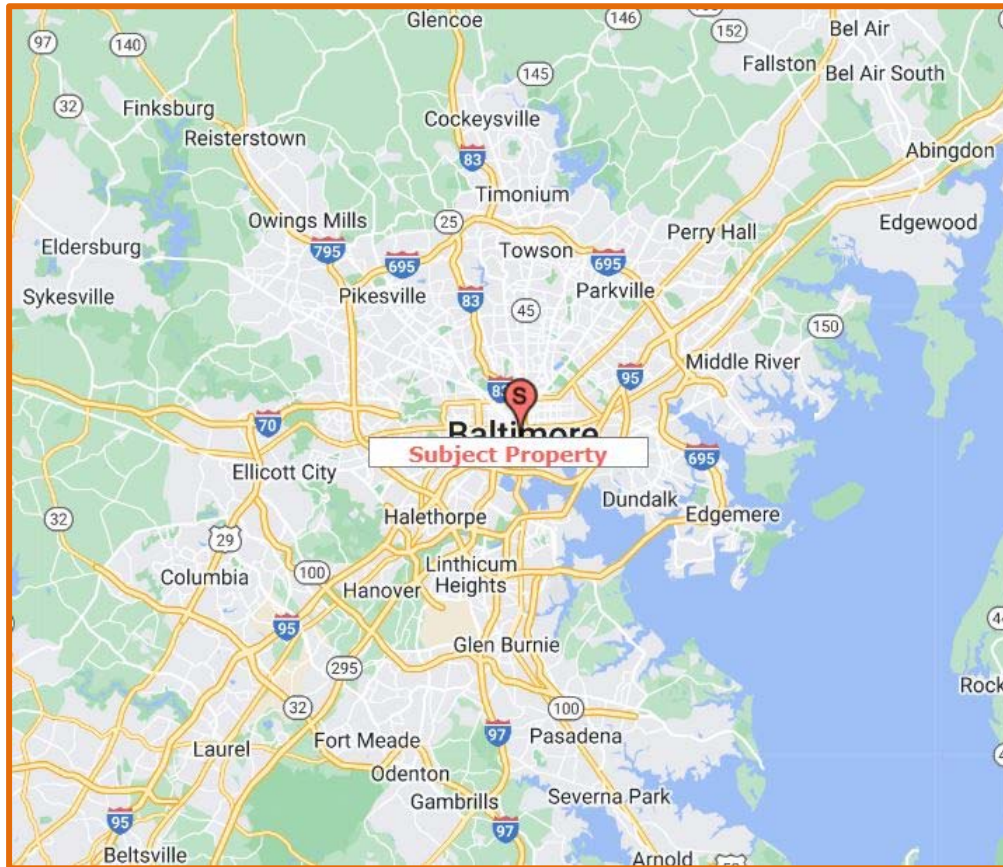 Glencoe
146
152
Bel Air
97
140
Fallston
Bel Air South
145
32
Finksburg
Reisterstown
Cockeysville
83
Abingdon
Timonium
Owings Mills
25
Perry Hall
Edgewood
Eldersburg
795
695
Towson
695
Sykesville
Pikesville
83
Parkville
45
150
Middle River
95
83
S
70
Baltimore
Subject Property
695
Ellicott City
Dundalk
Edgemere
32
Halethorpe
29
Columbia
100
Linthicum
Heights
Hanover
95
Glen Burnie
295
Rock
32
100
97
Pasadena
Laurel
Fort Meade
Odenton
Gambrills
Severna Park
95
97
Beltsville
Arnold